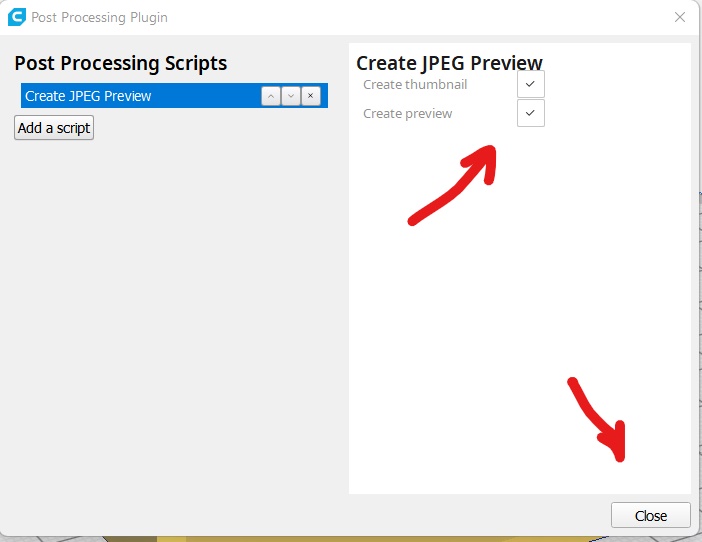 Post Processing Plugin
Post Processing Scripts
Create JPEG Preview
Add a script
Create JPEG Preview
Create thumbnail
Create preview
Close